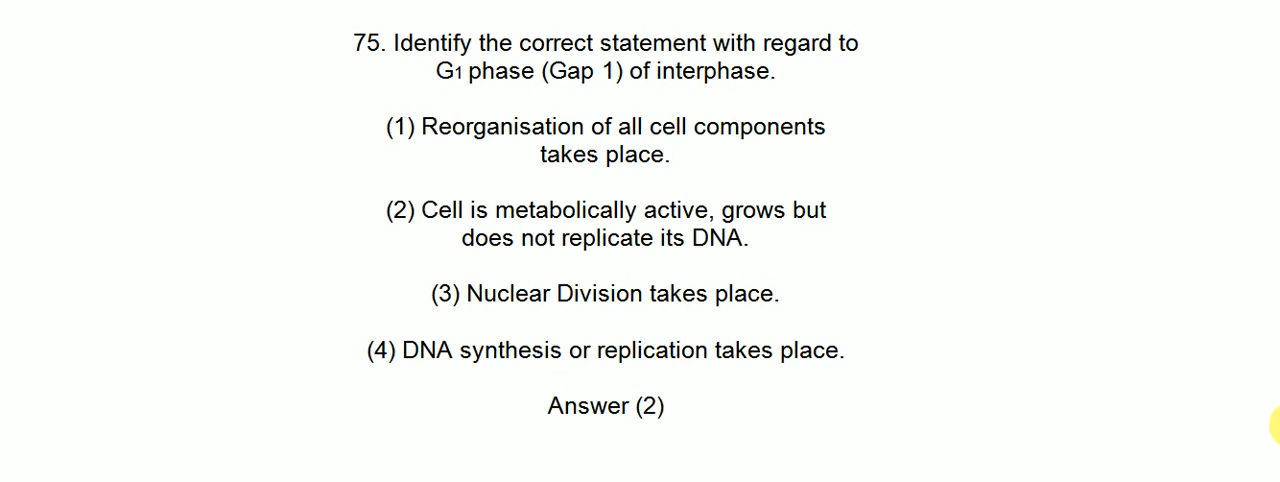 75. Identify the correct statement with regard to
G1 phase (Gap 1) of interphase.
(1) Reorganisation of all cell components
takes place.
(2) Cell is metabolically active, grows but
does not replicate its DNA.
(3) Nuclear Division takes place.
(4) DNA synthesis or replication takes place.
Answer (2)